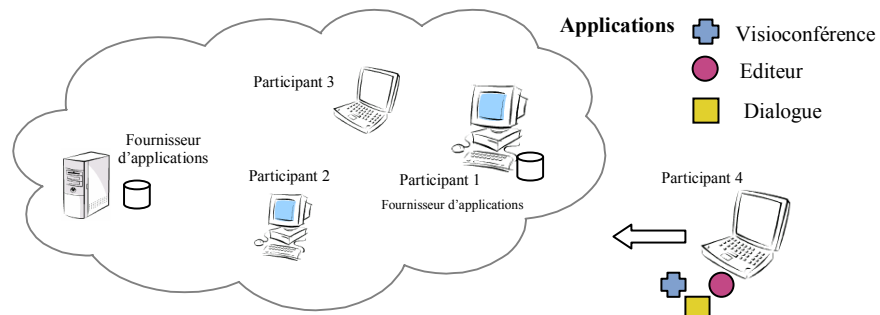 Applications
Visioconférence
Editeur
Dialogue
Participant 3
Fournisseur
d'applications
Participant 2
Participant 1
Fournisseur d'applications
Participant 4